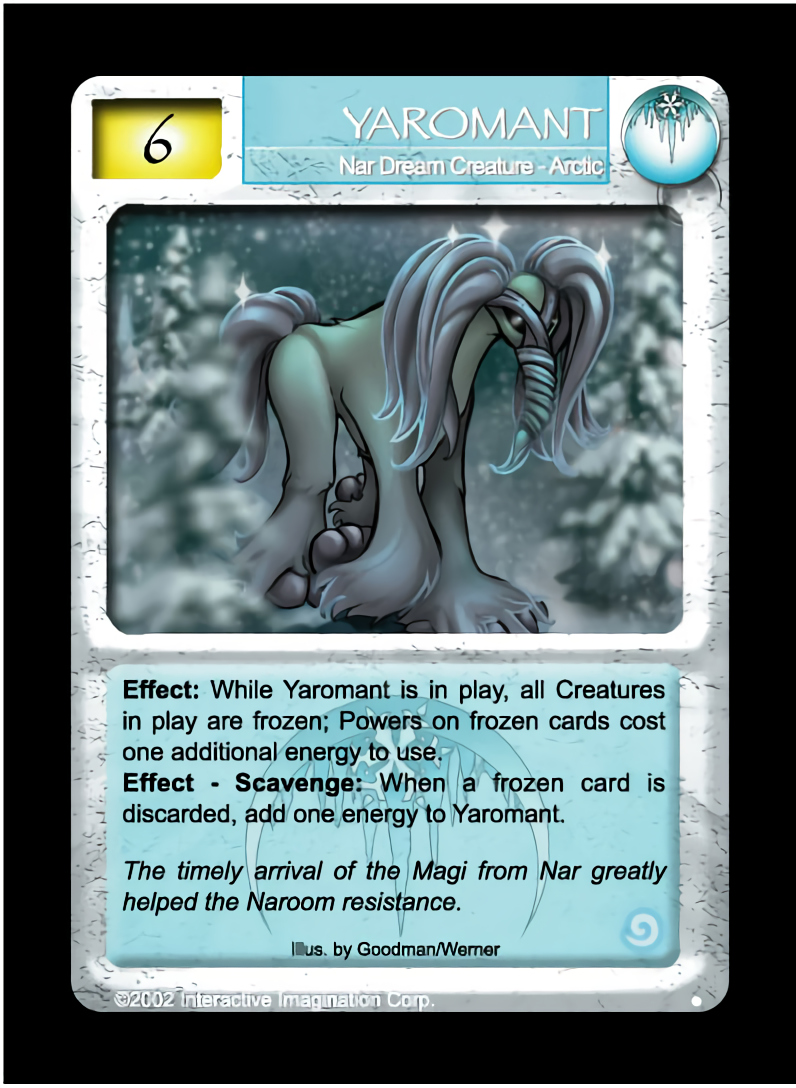 6
YAROMANT
Nar Dream Creature - Arctic
Effect: While Yaromant is in play, all Creatures
in play are frozen; Powers on frozen cards cost
one additional energy to use.
Effect - Scavenge: When a frozen card is
discarded, add one energy to Yaromant.
The timely arrival of the Magi from Nar greatly
helped the Naroom resistance.
Illus. by Goodman/Werner
©2002 Interactive Imagination Corp.